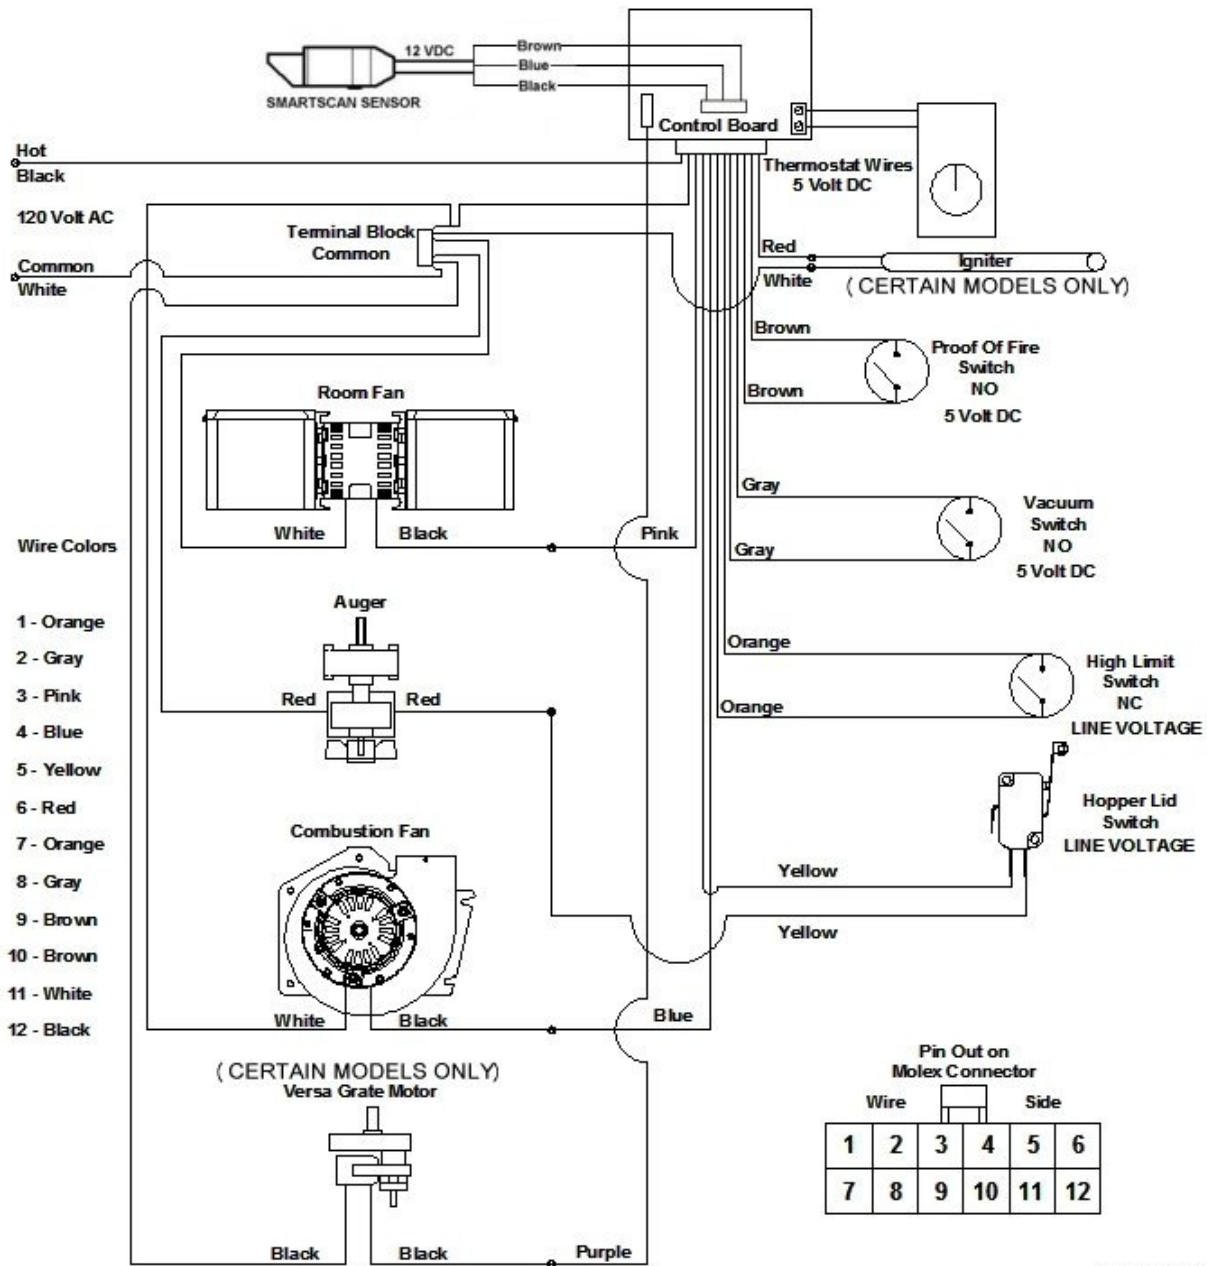 12 VDC
Brown
Blue
Black
SMARTSCAN SENSOR
Control Board
Hot
Black
Thermostat Wires
5 Volt DC
120 Volt AC
Terminal Block
Common
Common
White
Red
White
Igniter
( CERTAIN MODELS ONLY)
Brown
Brown
Proof Of Fire
Switch
NO
5 Volt DC
Room Fan
White
Black
Pink
Gray
Gray
Vacuum
Switch
NO
5 Volt DC
Wire Colors
1 - Orange
2 - Gray
3 - Pink
4 - Blue
5 - Yellow
6 - Red
7 - Orange
8 - Gray
9 - Brown
10 - Brown
11 - White
12 - Black
Auger
Red
Red
Orange
Orange
High Limit
Switch
NC
LINE VOLTAGE
Hopper Lid
Switch
LINE VOLTAGE
Yellow
Yellow
Combustion Fan
White
Black
Blue
( CERTAIN MODELS ONLY)
Versa Grate Motor
Black
Black
Purple
Pin Out on
Molex Connector
Wire Side
1 2 3 4 5 6
7 8 9 10 11 12